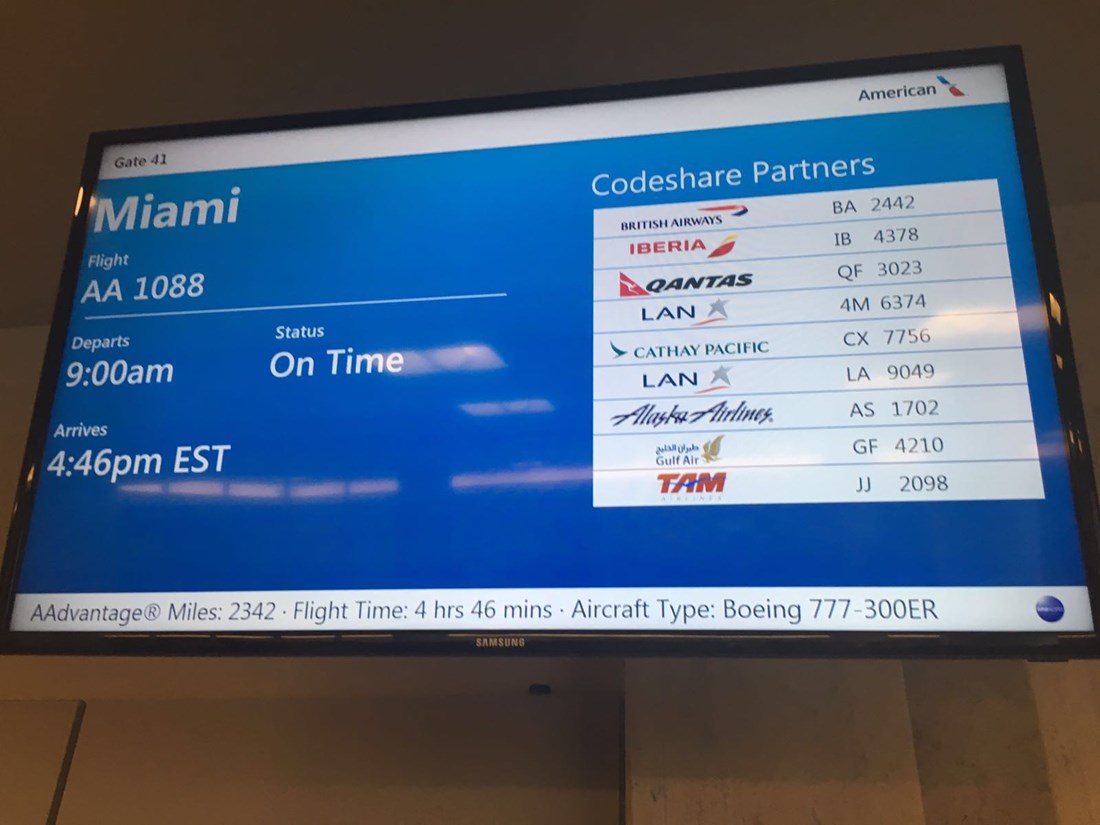 American
Gate 41
Miami
Flight
AA 1088
Departs
9:00am
Status
On Time
Arrives
4:46pm EST
Codeshare Partners
BRITISH AIRWAYS BA 2442
IBERIA IB 4378
QANTAS QF 3023
LAN 4M 6374
CATHAY PACIFIC CX 7756
LAN LA 9049
Alaska Airlines AS 1702
طيران الخليج
Gulf Air GF 4210
TAM JJ 2098
AIRLINES
AAdvantage® Miles: 2342 · Flight Time: 4 hrs 46 mins · Aircraft Type: Boeing 777-300ER
SAMSUNG